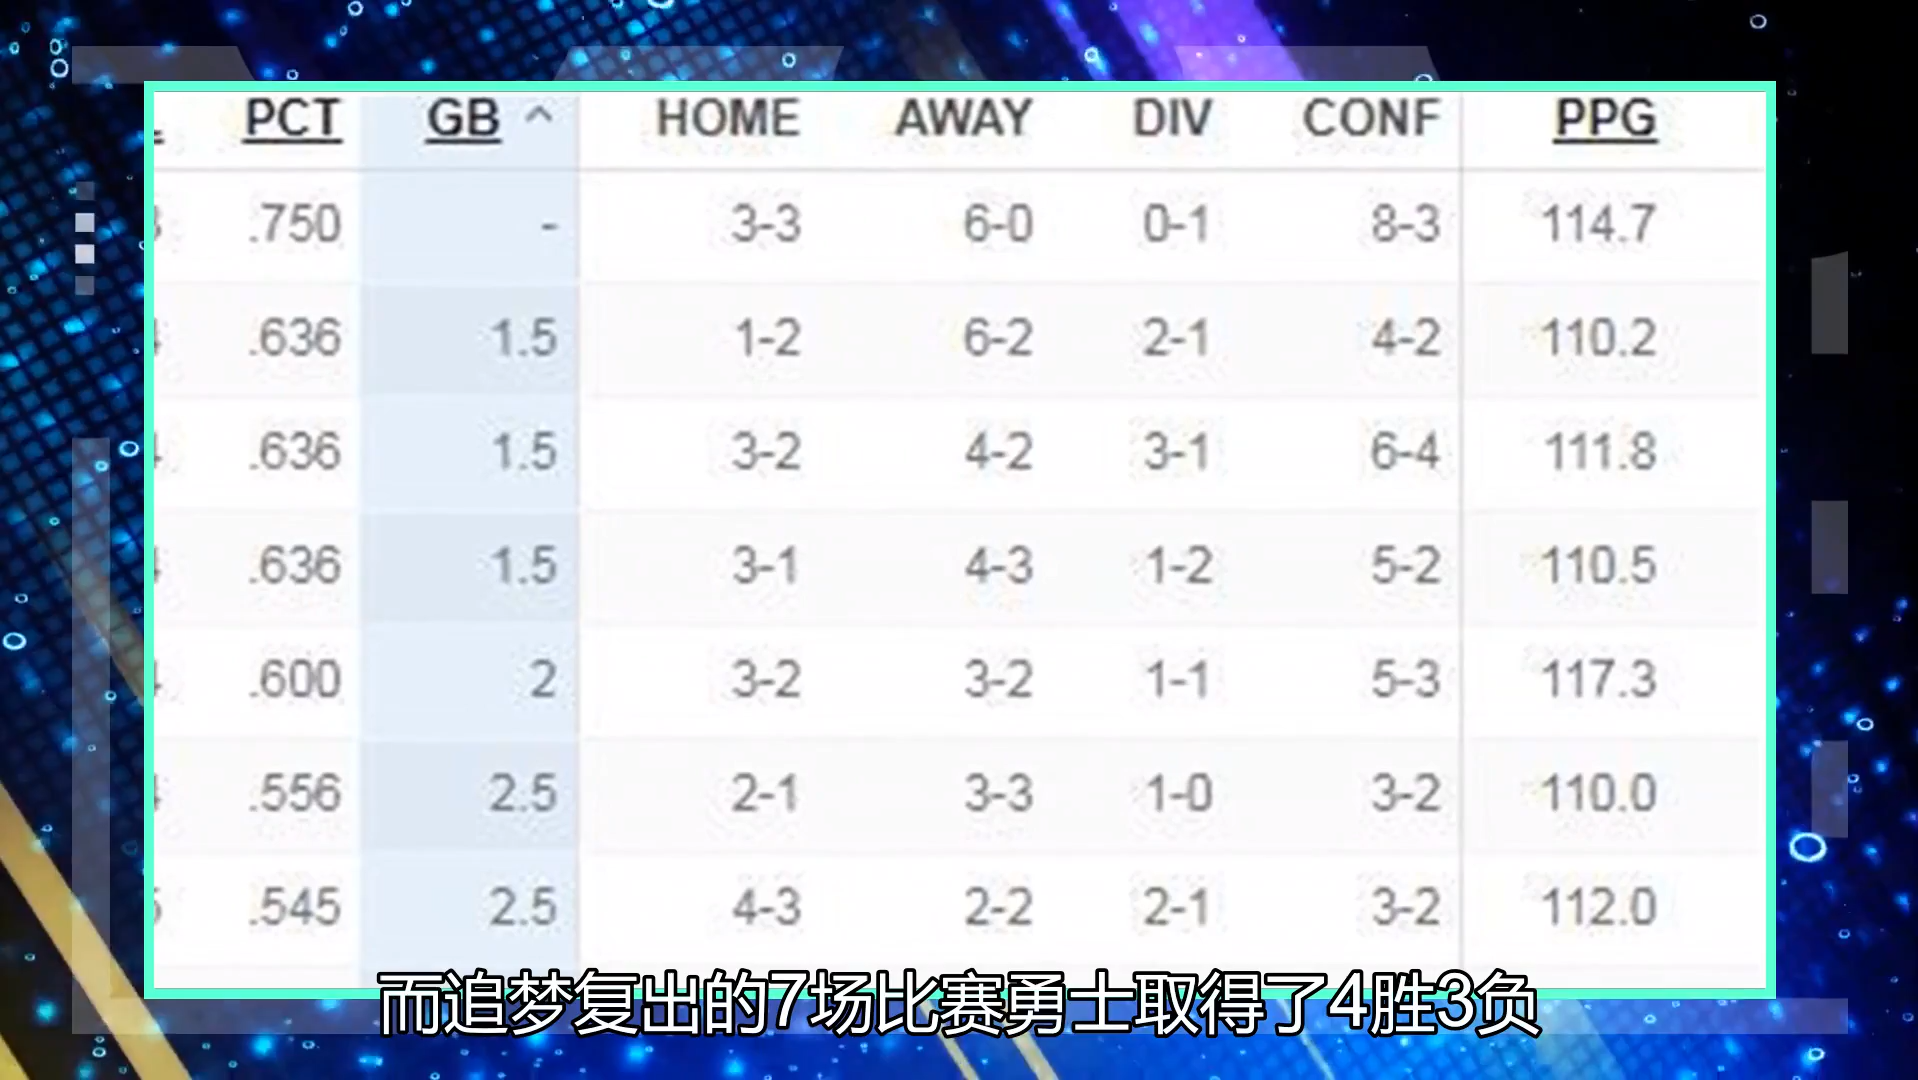 PCT GB ^ HOME AWAY DIV CONF PPG
.750 - 3-3 6-0 0-1 8-3 114.7
.636 1.5 1-2 6-2 2-1 4-2 110.2
.636 1.5 3-2 4-2 3-1 6-4 111.8
.636 1.5 3-1 4-3 1-2 5-2 110.5
.600 2 3-2 3-2 1-1 5-3 117.3
.556 2.5 2-1 3-3 1-0 3-2 110.0
.545 2.5 4-3 2-2 2-1 3-2 112.0
而追梦复出的7场比赛勇士取得了4胜3负